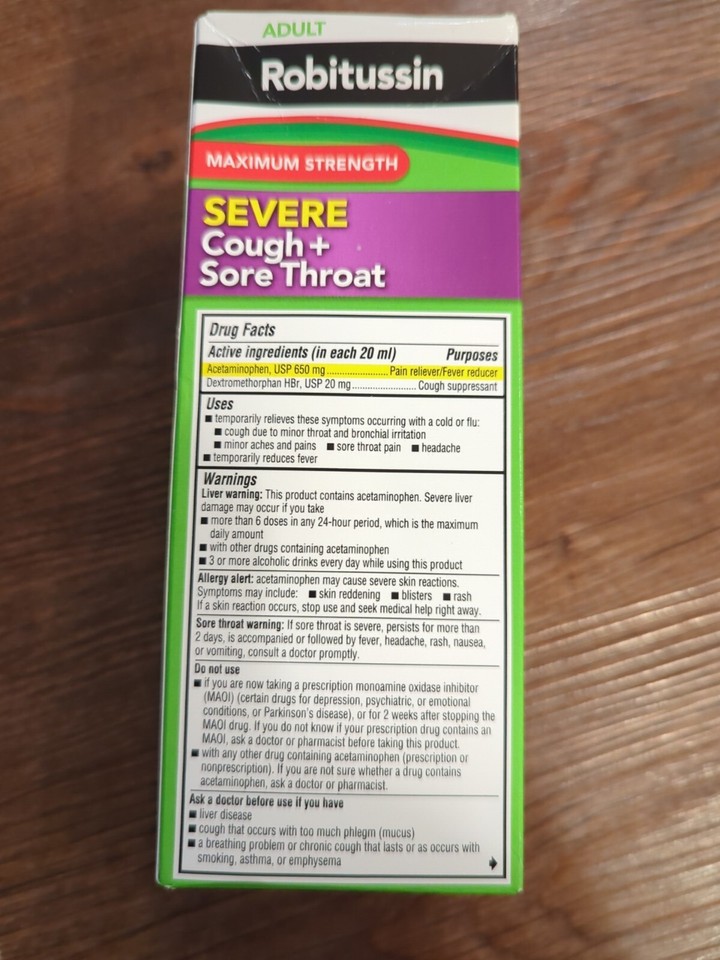 ADULT
Robitussin
MAXIMUM STRENGTH
SEVERE
Cough +
Sore Throat
Drug Facts
Active ingredients (in each 20 ml) Purposes
Acetaminophen, USP 650 mg ...................... Pain reliever/Fever reducer
Dextromethorphan HBr, USP 20 mg ....................... Cough suppressant
Uses
■ temporarily relieves these symptoms occurring with a cold or flu:
■ cough due to minor throat and bronchial irritation
■ minor aches and pains ■ sore throat pain ■ headache
■ temporarily reduces fever
Warnings
Liver warning: This product contains acetaminophen. Severe liver
damage may occur if you take
■ more than 6 doses in any 24-hour period, which is the maximum
daily amount
■ with other drugs containing acetaminophen
■ 3 or more alcoholic drinks every day while using this product
Allergy alert: acetaminophen may cause severe skin reactions.
Symptoms may include: ■ skin reddening ■ blisters ■ rash
If a skin reaction occurs, stop use and seek medical help right away.
Sore throat warning: If sore throat is severe, persists for more than
2 days, is accompanied or followed by fever, headache, rash, nausea,
or vomiting, consult a doctor promptly.
Do not use
■ if you are now taking a prescription monoamine oxidase inhibitor
(MAOI) (certain drugs for depression, psychiatric, or emotional
conditions, or Parkinson's disease), or for 2 weeks after stopping the
MAOI drug. If you do not know if your prescription drug contains an
MAOI, ask a doctor or pharmacist before taking this product.
■ with any other drug containing acetaminophen (prescription or
nonprescription). If you are not sure whether a drug contains
acetaminophen, ask a doctor or pharmacist.
Ask a doctor before use if you have
■ liver disease
■ cough that occurs with too much phlegm (mucus)
■ a breathing problem or chronic cough that lasts or as occurs with
smoking, asthma, or emphysema